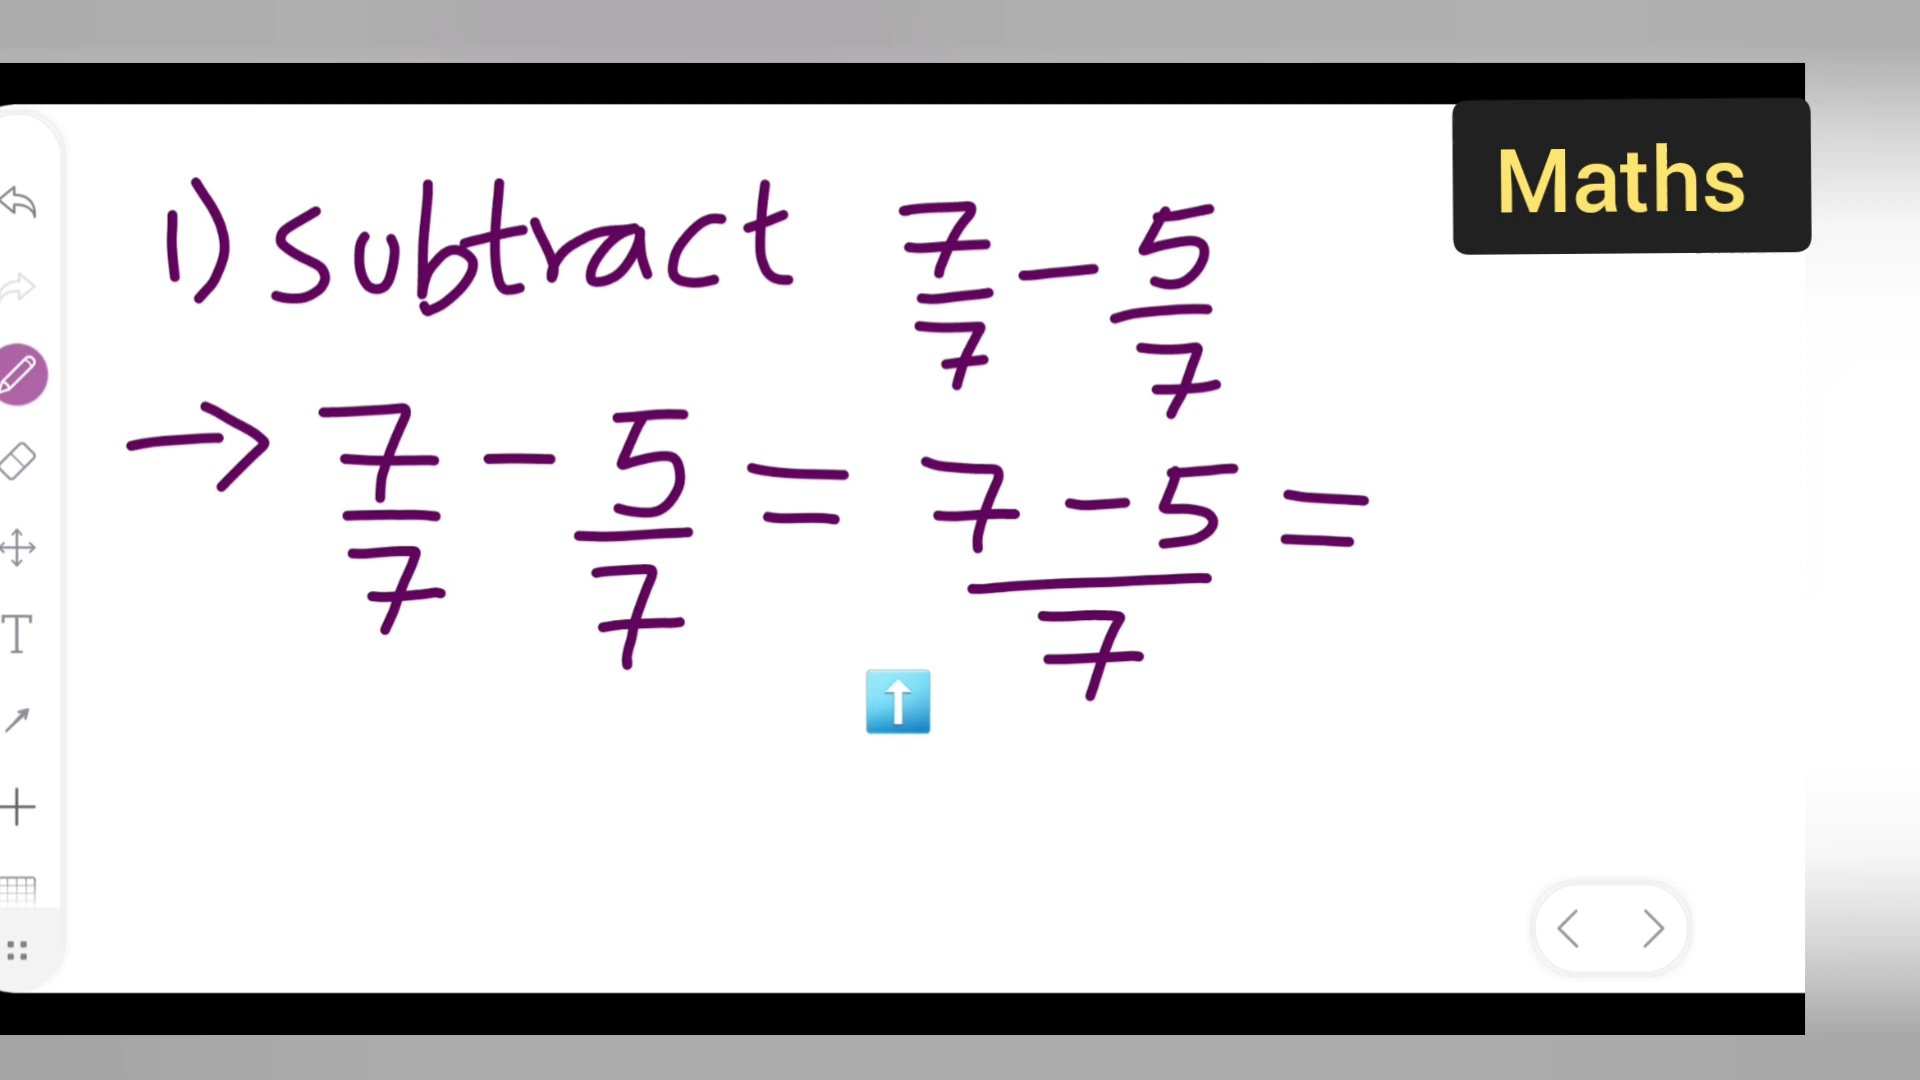 Maths
1) subtract 7/7 - 5/7
→ 7/7 - 5/7 = 7 - 5/7 =
T